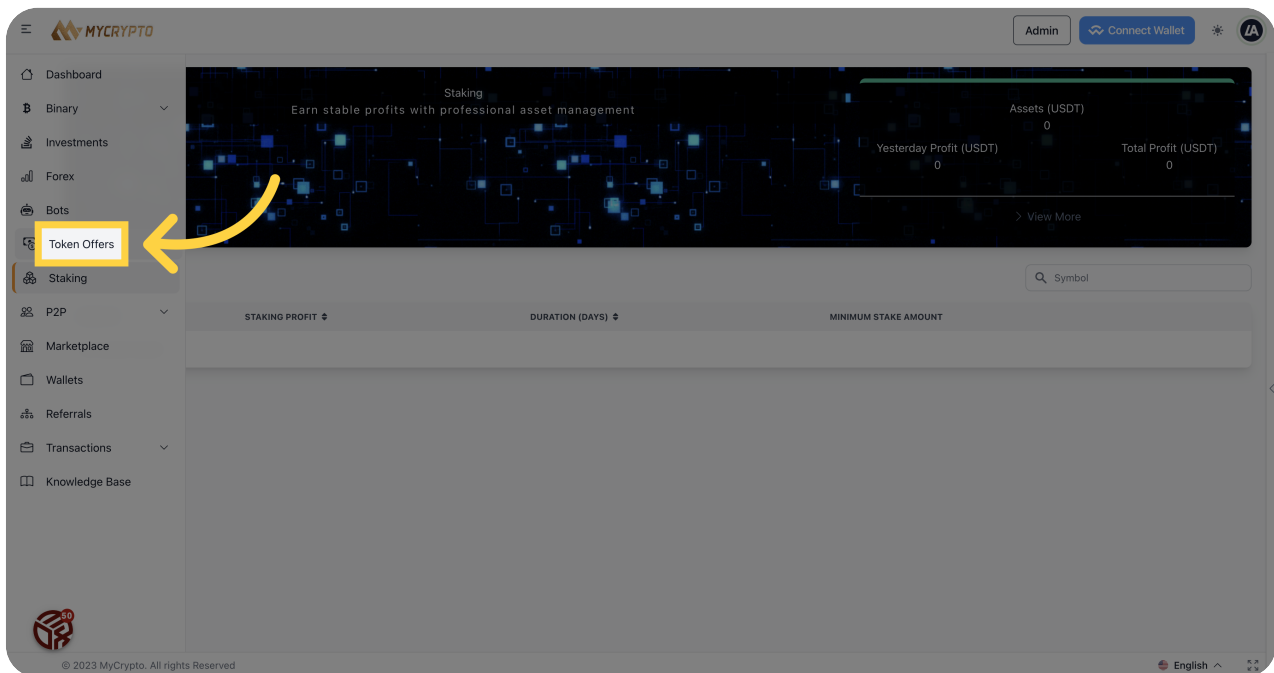 MYCRYPTO
Admin
Connect Wallet
Dashboard
Binary
Investments
Forex
Bots
Token Offers
Staking
P2P
Marketplace
Wallets
Referrals
Transactions
Knowledge Base
Staking
Earn stable profits with professional asset management
Assets (USDT)
0
Yesterday Profit (USDT)
0
Total Profit (USDT)
0
View More
Symbol
STAKING PROFIT
DURATION (DAYS)
MINIMUM STAKE AMOUNT
50
© 2023 MyCrypto. All rights Reserved
English